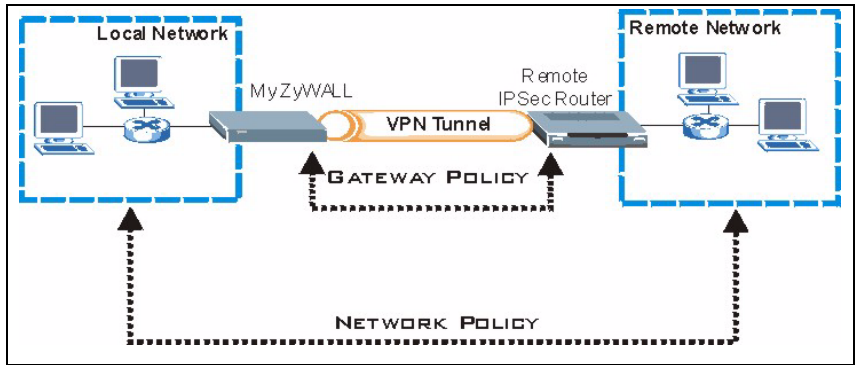 Local Network
Remote Network
MyZyWALL
Remote
IPSec Router
VPN Tunnel
GATEWAY POLICY
NETWORK POLICY